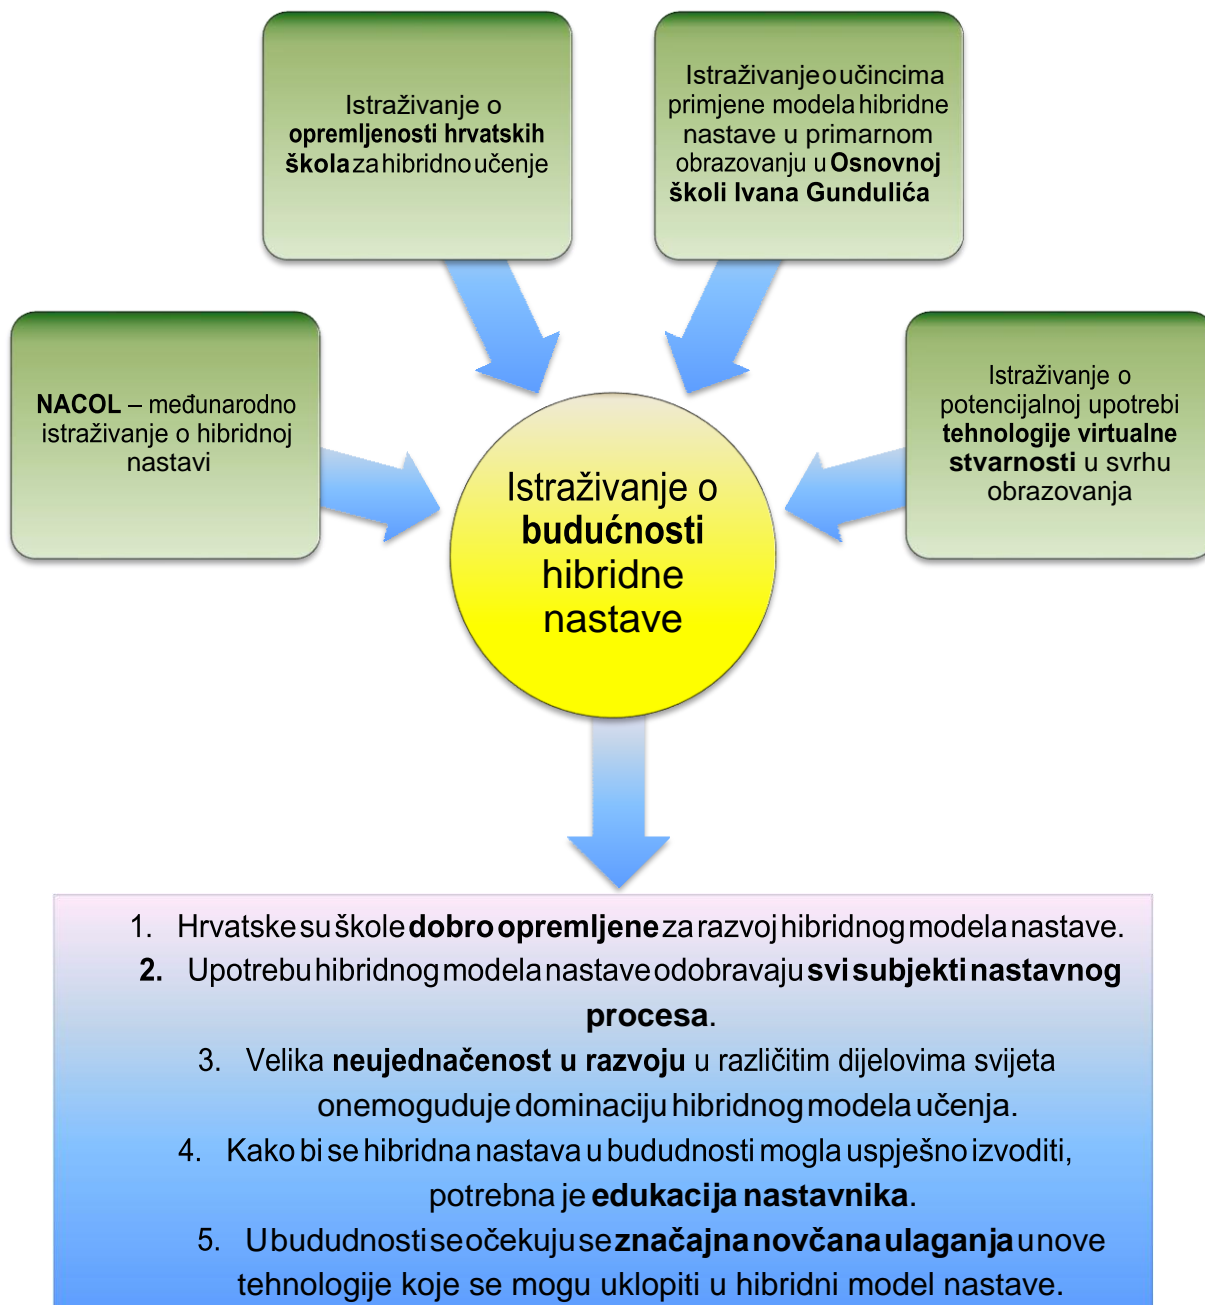 Istraživanje o
opremljenosti hrvatskih
škola za hibridno učenje
Istraživanje o učincima
primjene modela hibridne
nastave u primarnom
obrazovanju u Osnovnoj
školi Ivana Gundulića
NACOL – međunarodno
istraživanje o hibridnoj
nastavi
Istraživanje o
potencijalnoj upotrebi
tehnologije virtualne
stvarnosti u svrhu
obrazovanja
Istraživanje o
budućnosti
hibridne
nastave
1. Hrvatske su škole dobro opremljene za razvoj hibridnog modela nastave.
2. Upotrebu hibridnog modela nastave odobravaju svi subjekti nastavnog
procesa.
3. Velika neujednačenost u razvoju u različitim dijelovima svijeta
onemoguduje dominaciju hibridnog modela učenja.
4. Kako bi se hibridna nastava u bududnosti mogla uspješno izvoditi,
potrebna je edukacija nastavnika.
5. U bududnosti se očekuju se značajna novčana ulaganja u nove
tehnologije koje se mogu uklopiti u hibridni model nastave.